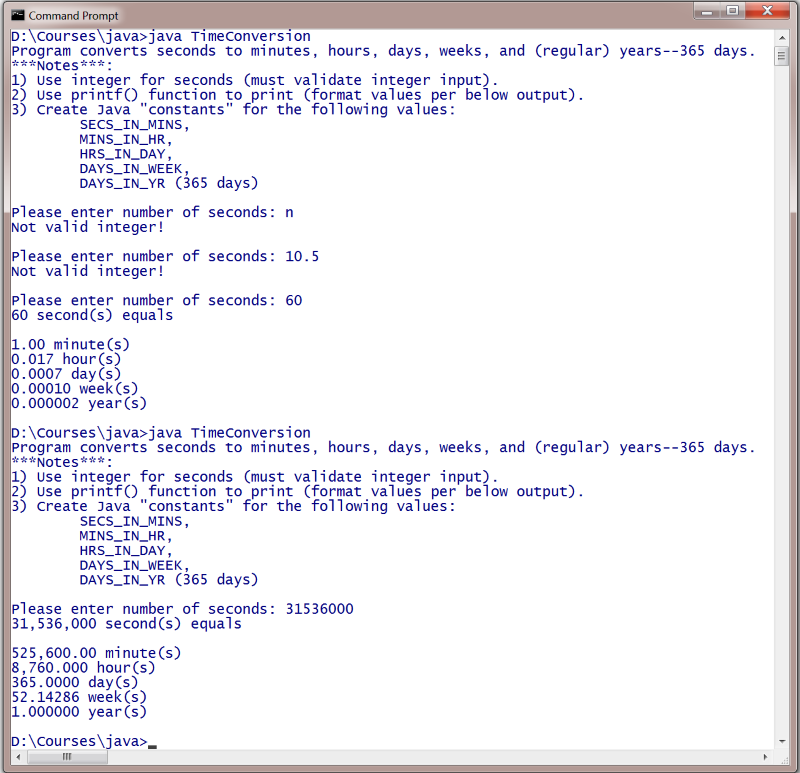 Command Prompt
D:\Courses\java>java TimeConversion
Program converts seconds to minutes, hours, days, weeks, and (regular) years--365 days.
***Notes***:
1) Use integer for seconds (must validate integer input).
2) Use printf() function to print (format values per below output).
3) Create Java "constants" for the following values:
        SECS_IN_MINS,
        MINS_IN_HR,
        HRS_IN_DAY,
        DAYS_IN_WEEK,
        DAYS_IN_YR (365 days)
Please enter number of seconds: n
Not valid integer!
Please enter number of seconds: 10.5
Not valid integer!
Please enter number of seconds: 60
60 second(s) equals
1.00 minute(s)
0.017 hour(s)
0.0007 day(s)
0.00010 week(s)
0.000002 year(s)
D:\Courses\java>java TimeConversion
Program converts seconds to minutes, hours, days, weeks, and (regular) years--365 days.
***Notes***:
1) Use integer for seconds (must validate integer input).
2) Use printf() function to print (format values per below output).
3) Create Java "constants" for the following values:
        SECS_IN_MINS,
        MINS_IN_HR,
        HRS_IN_DAY,
        DAYS_IN_WEEK,
        DAYS_IN_YR (365 days)
Please enter number of seconds: 31536000
31,536,000 second(s) equals
525,600.00 minute(s)
8,760.000 hour(s)
365.0000 day(s)
52.14286 week(s)
1.000000 year(s)
D:\Courses\java>